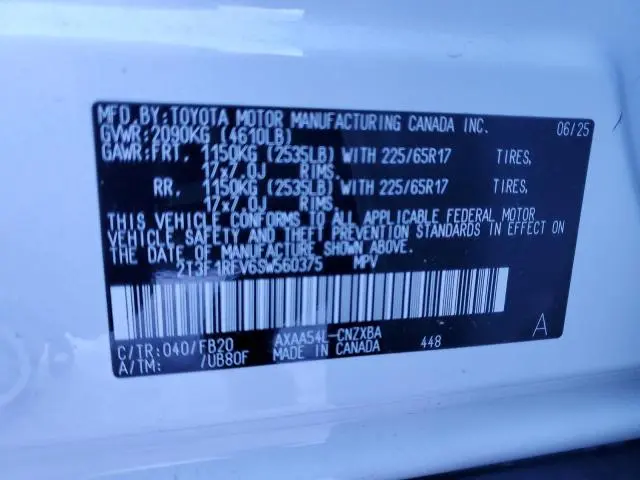 MFD.BY:TOYOTA MOTOR MANUFACTURING CANADA INC. 06/25
GVWR:2090KG (4610LB)
GAWR:FRT. 1150KG (2535LB) WITH 225/65R17 TIRES,
17x7.0J RIMS.
RR. 1150KG (2535LB) WITH 225/65R17 TIRES,
17x7.0J RIMS.
THIS VEHICLE CONFORMS TO ALL APPLICABLE FEDERAL MOTOR
VEHICLE SAFETY AND THEFT PREVENTION STANDARDS IN EFFECT ON
THE DATE OF MANUFACTURE SHOWN ABOVE.
2T3F1RFV6SW560375 MPV
C/TR:040/FB20 AXAA54L-CNZXBA 448 A
A/TM: /UB80F MADE IN CANADA